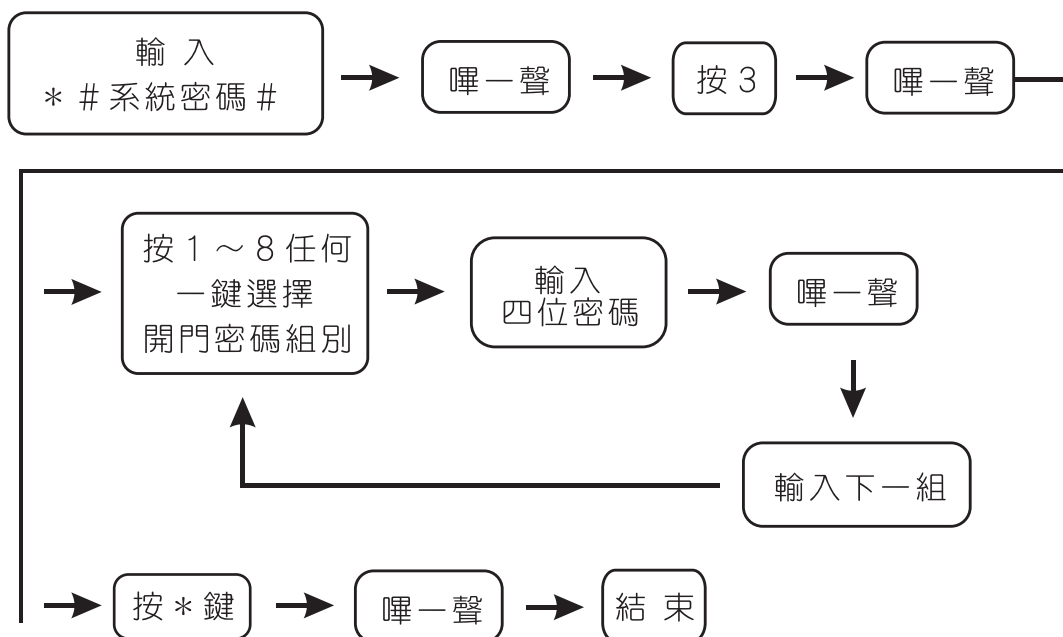 輸 入
＊＃系統密碼＃
嗶一聲
按３
嗶一聲
按１～８任何
一鍵選擇
開門密碼組別
輸入
四位密碼
嗶一聲
輸入下一組
按＊鍵
嗶一聲
結 束